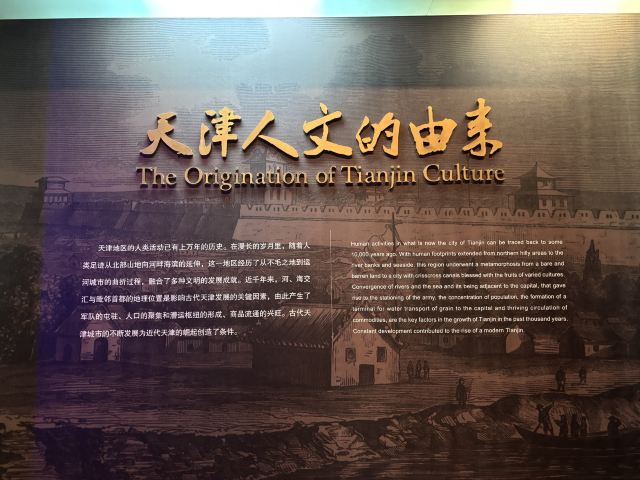 天津人文的由来
The Origination of Tianjin Culture
天津地区的人类活动已有上万年的历史。在漫长的岁月里，随着人
类足迹从北部山地向河畔海滨的延伸，这一地区经历了从不毛之地到运
河城市的曲折过程，融合了多种文明的发展成就。近千年来，河、海交
汇与毗邻首都的地理位置是影响古代天津发展的关键因素，由此产生了
军队的屯驻、人口的聚集和漕运枢纽的形成、商品流通的兴旺。古代天
津城市的不断发展为近代天津的崛起创造了条件。
Human activities in what is now the city of Tianjin can be traced back to some
10,000 years ago. With human footprints extended from northern hilly areas to the
river banks and seaside, this region underwent a metamorphosis from a bare and
barren land to a city with crisscross canals blessed with the fruits of varied cultures.
Convergence of rivers and the sea and its being adjacent to the capital, that gave
rise to the stationing of the army, the concentration of population, the formation of a
terminal for water transport of grain to the capital and thriving circulation of
commodities, are the key factors in the growth of Tianjin in the past thousand years.
Constant development contributed to the rise of a modern Tianjin.